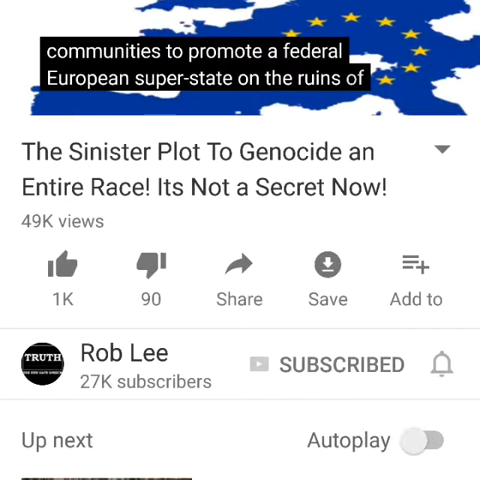 communities to promote a federal
European super-state on the ruins of
The Sinister Plot To Genocide an
Entire Race! Its Not a Secret Now!
49K views
1K
90
Share
Save
Add to
TRUTH
Rob Lee
SUBSCRIBED
27K subscribers
Up next
Autoplay